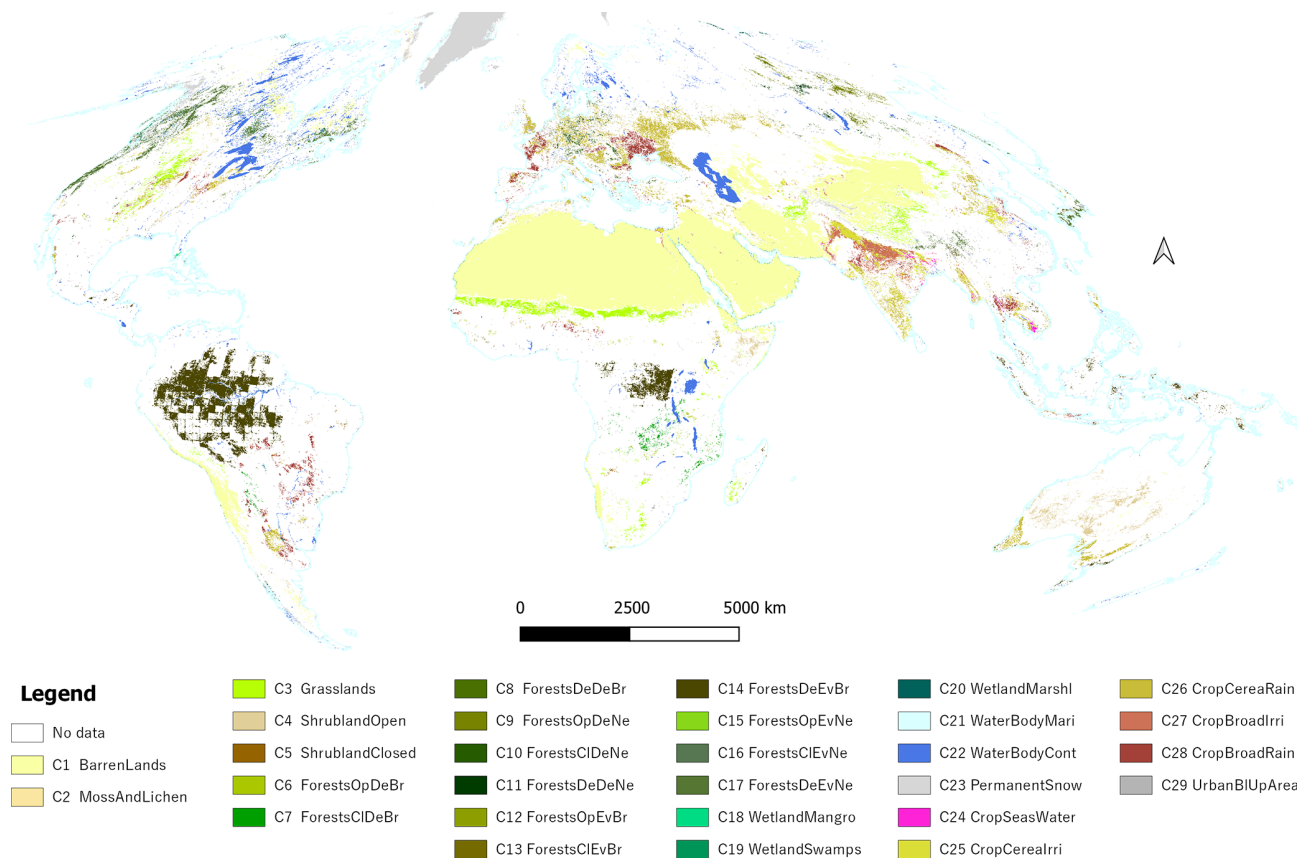 0 2500 5000 km
Legend
No data
C1 BarrenLands
C2 MossAndLichen
C3 Grasslands
C4 ShrublandOpen
C5 ShrublandClosed
C6 ForestsOpDeBr
C7 ForestsClDeBr
C8 ForestsDeDeBr
C9 ForestsOpDeNe
C10 ForestsClDeNe
C11 ForestsDeDeNe
C12 ForestsOpEvBr
C13 ForestsClEvBr
C14 ForestsDeEvBr
C15 ForestsOpEvNe
C16 ForestsClEvNe
C17 ForestsDeEvNe
C18 WetlandMangro
C19 WetlandSwamps
C20 WetlandMarshl
C21 WaterBodyMari
C22 WaterBodyCont
C23 PermanentSnow
C24 CropSeasWater
C25 CropCereaIrri
C26 CropCereaRain
C27 CropBroadIrri
C28 CropBroadRain
C29 UrbanBlUpArea